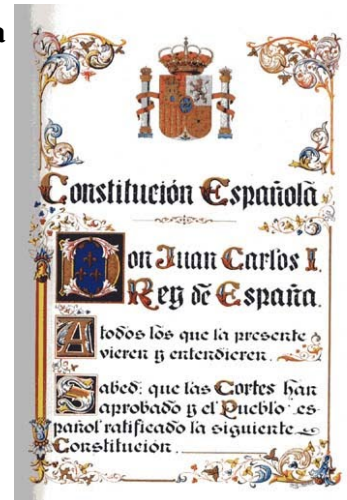 a
Constitución Española
Don Juan Carlos I.
Rey de España.
A todos los que la presente
vieren y entendieren.
Sabed: que las Cortes han
aprobado y el Pueblo es-
pañol ratificado la siguiente
Constitución.